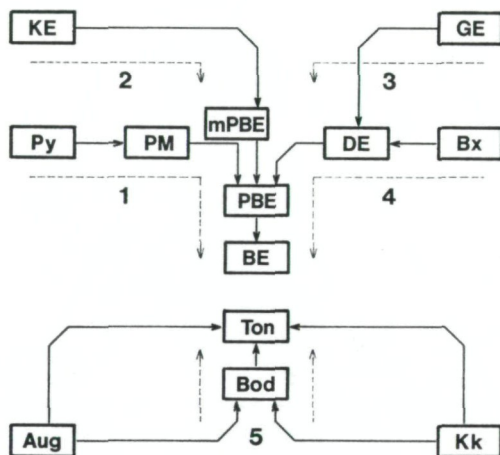 KE GE
2 3
mPBE
Py PM DE Bx
1 PBE 4
BE
Ton
Bod
Aug 5 Kk